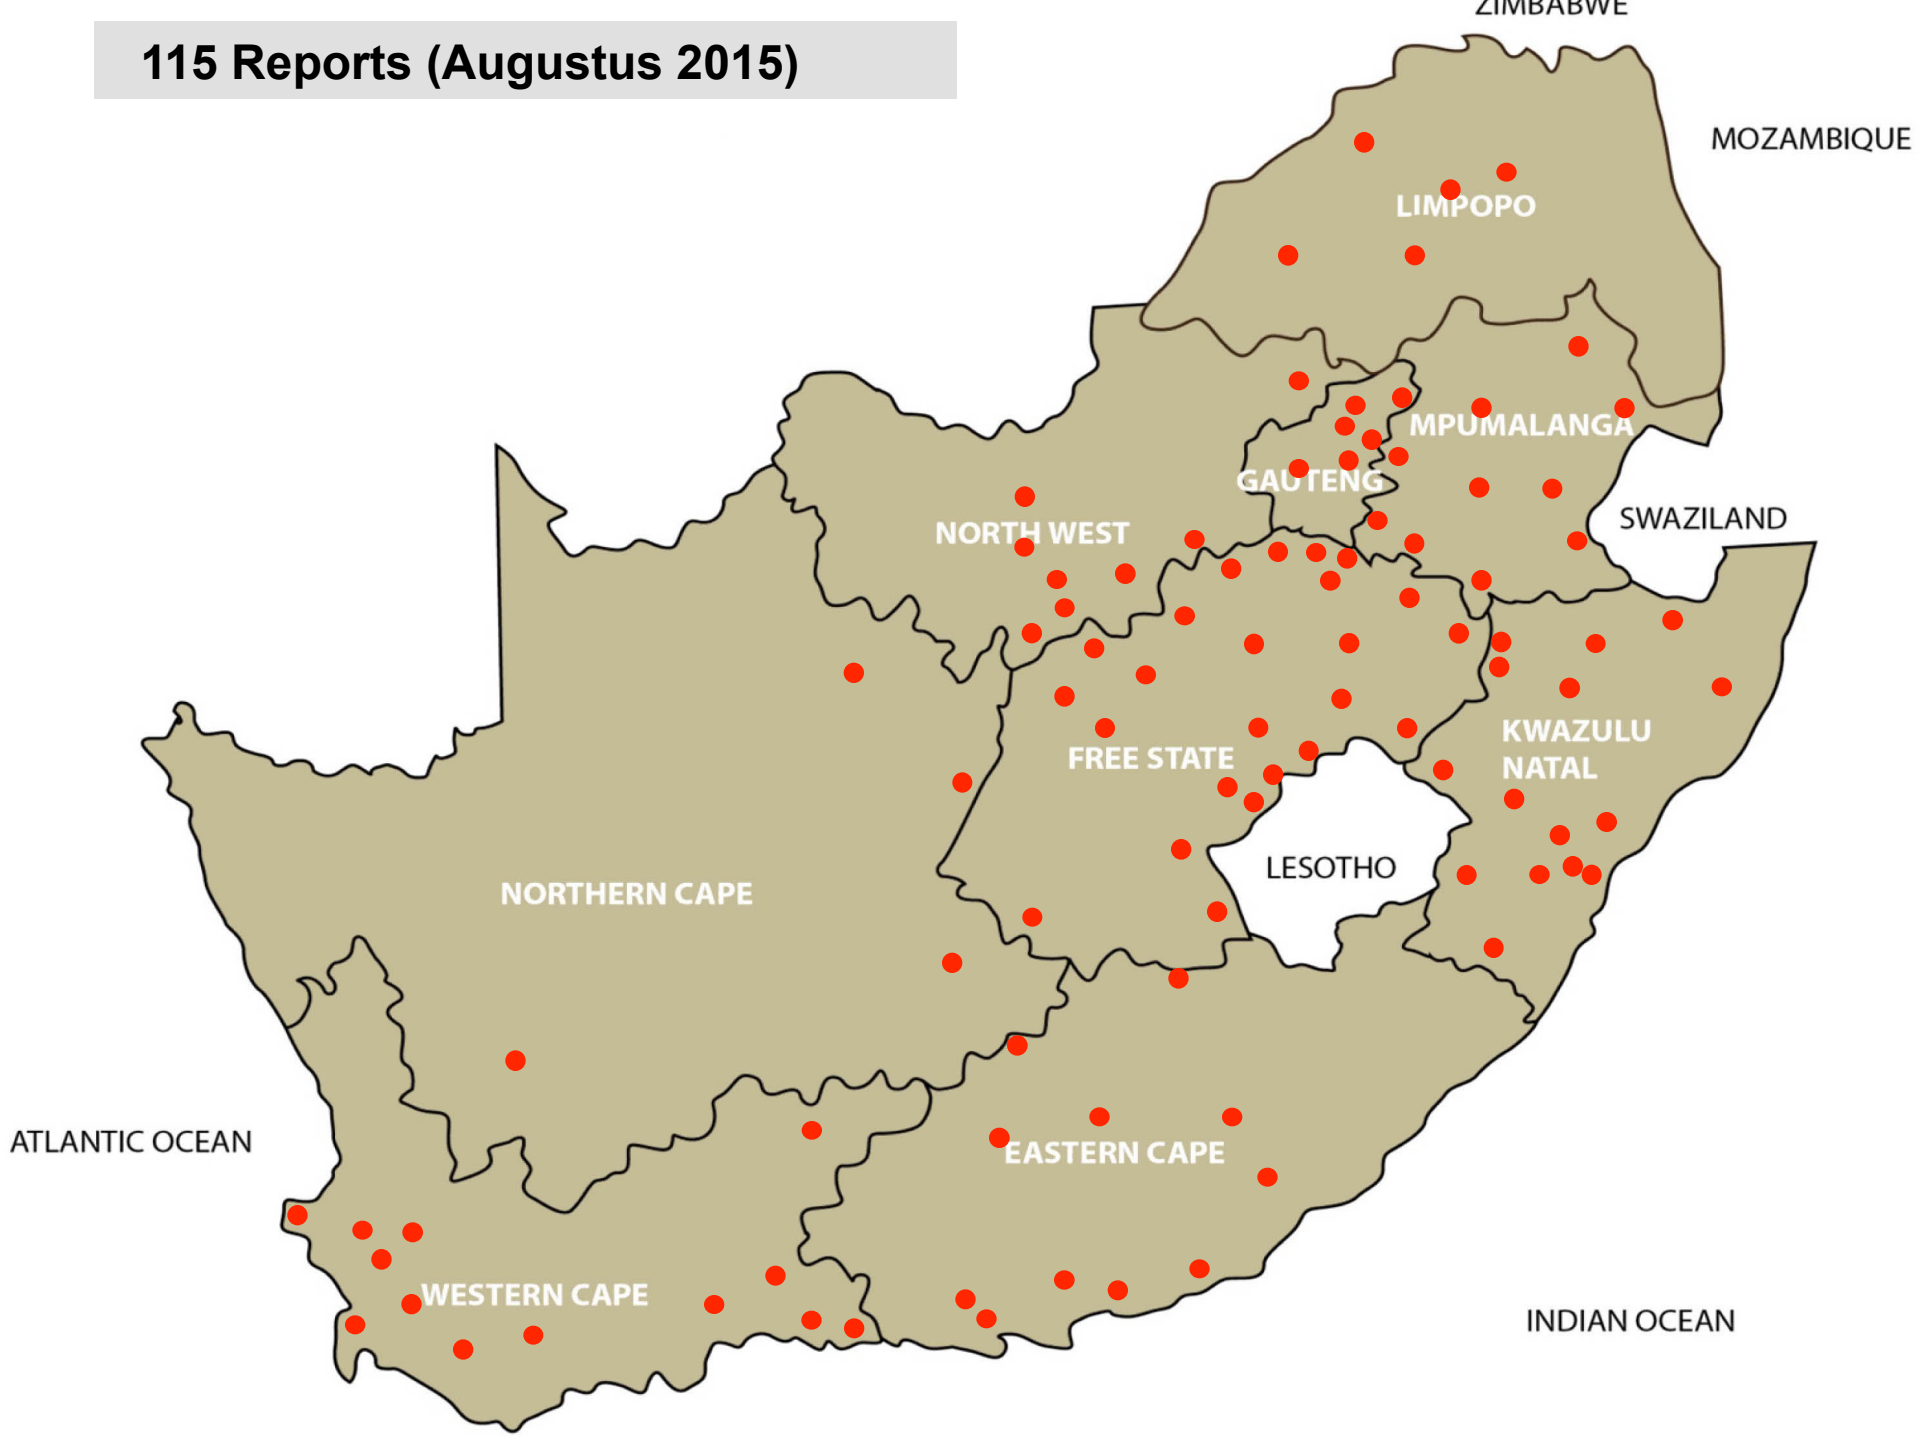 ZIMBABWE
115 Reports (Augustus 2015)
MOZAMBIQUE
LIMPOPO
MPUMALANGA
GAUTENG
SWAZILAND
NORTH WEST
KWAZULU
NATAL
FREE STATE
LESOTHO
NORTHERN CAPE
ATLANTIC OCEAN
EASTERN CAPE
WESTERN CAPE
INDIAN OCEAN